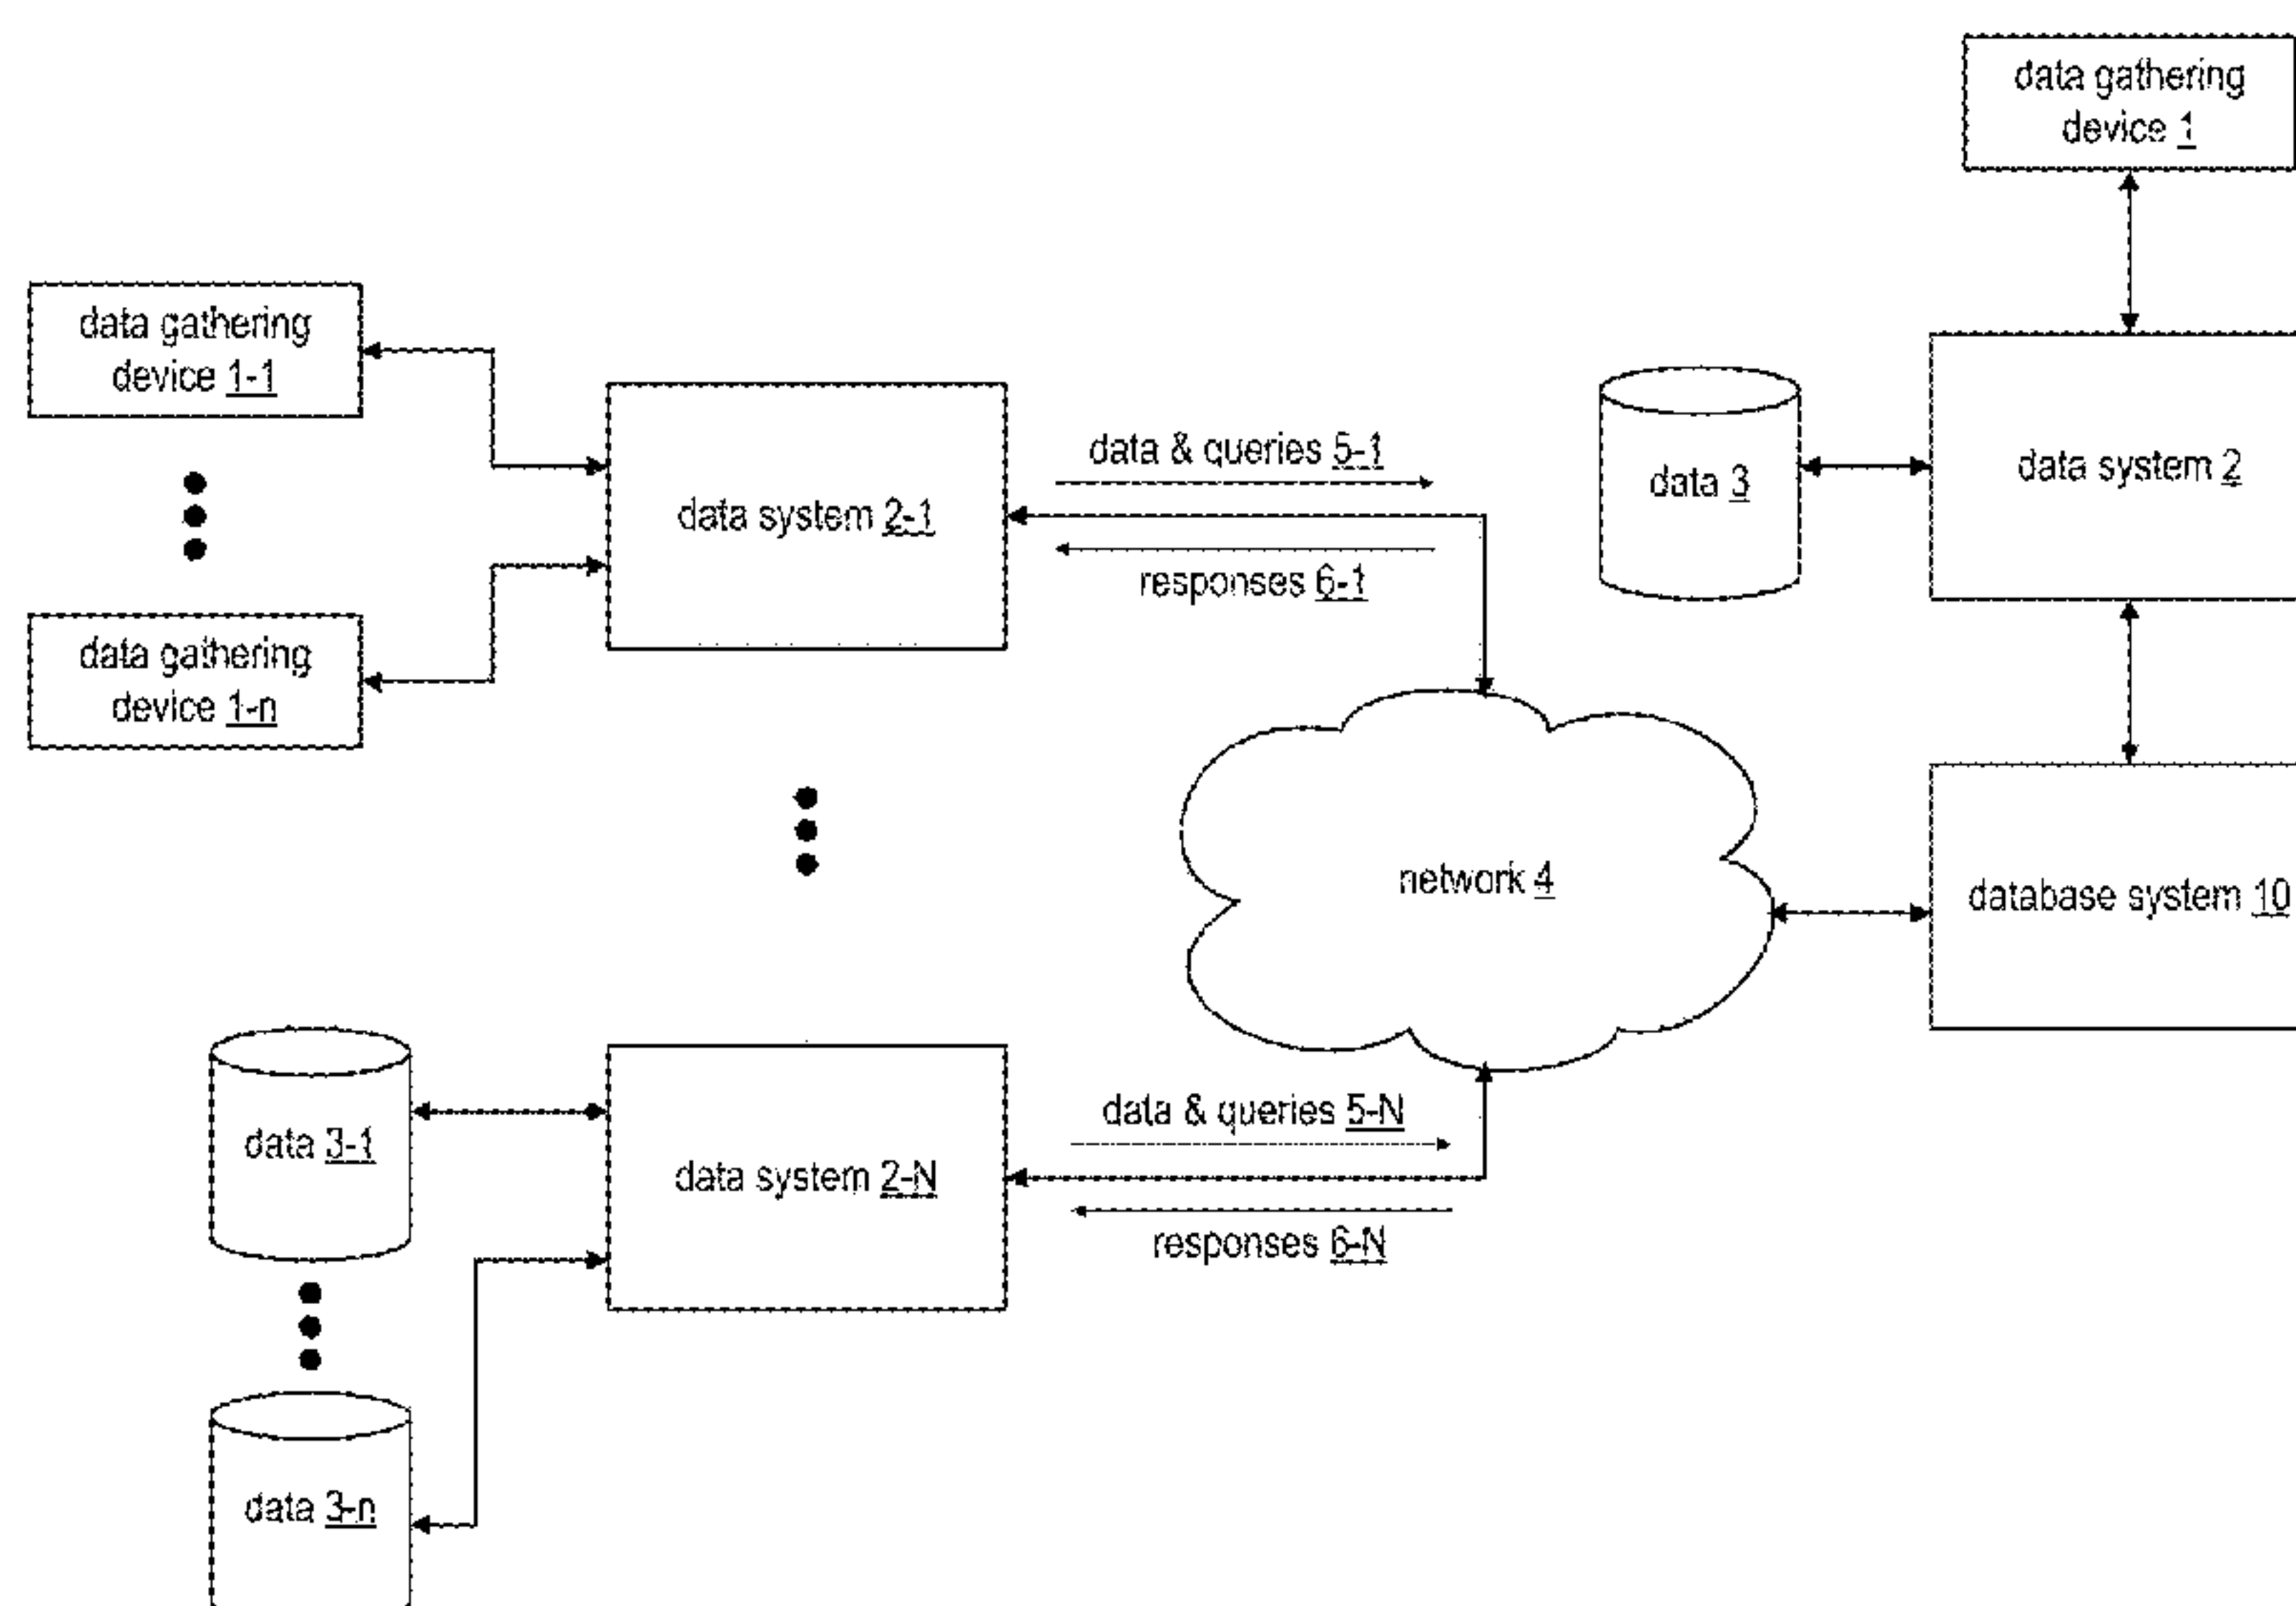 data gathering
device 1
data gathering
device 1-1
data & queries 5-1
data system 2-1
responses 6-1
data 3
data system 2
data gathering
device 1-n
network 4
database system 10
data 3-1
data system 2-N
data & queries 5-N
responses 6-N
data 3-n